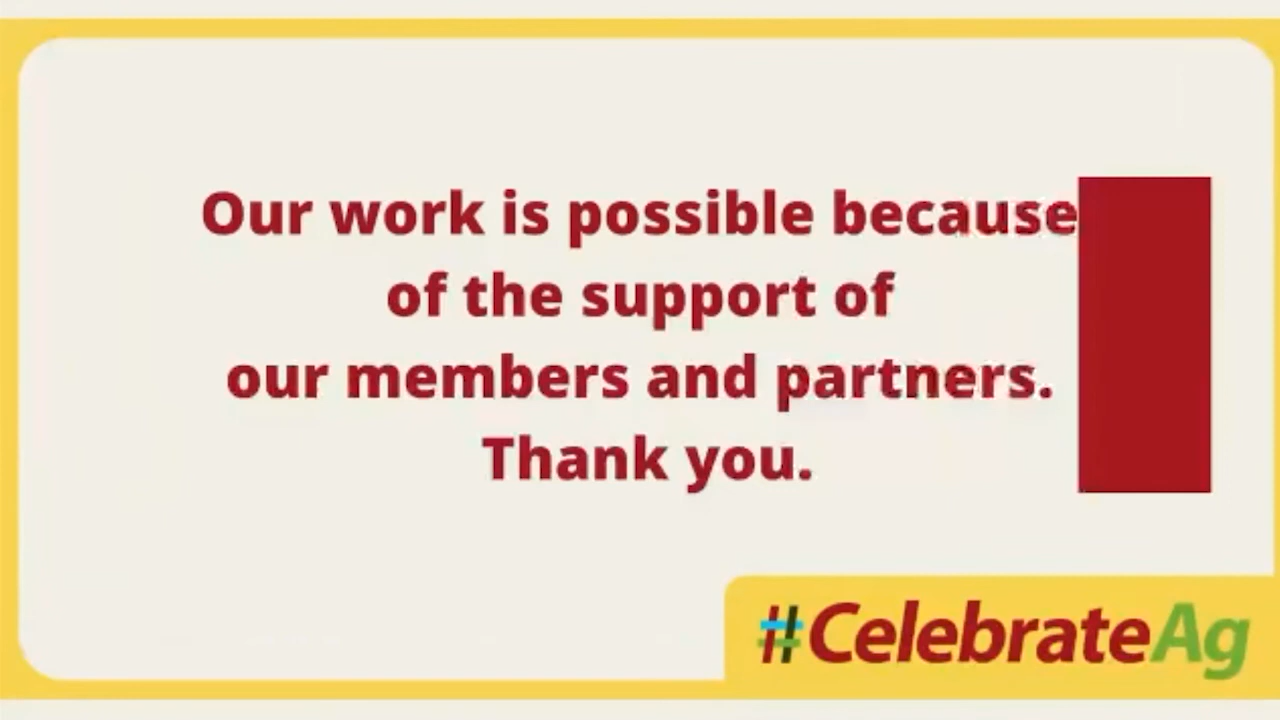 Our work is possible because
of the support of
our members and partners.
Thank you.
#CelebrateAg